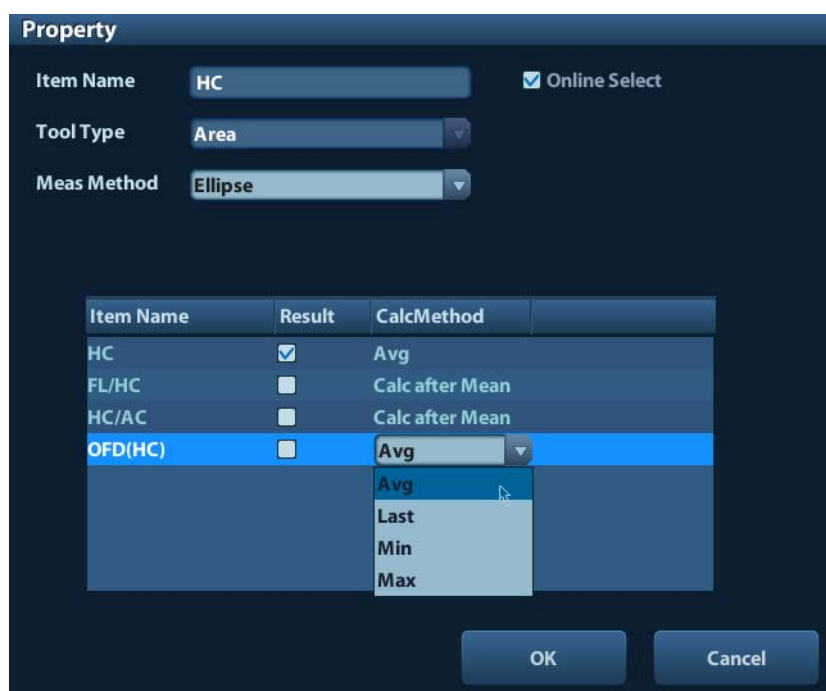 Property
Item Name HC Online Select
Tool Type Area
Meas Method Ellipse
Item Name Result CalcMethod
HC Avg
FL/HC Calc after Mean
HC/AC Calc after Mean
OFD(HC) Avg
Avg
Last
Min
Max
OK Cancel